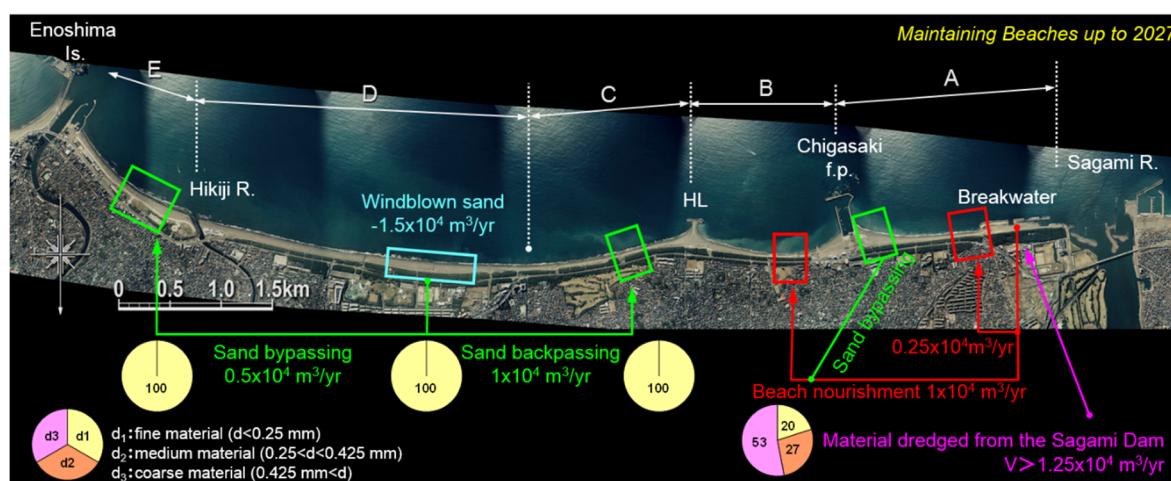 Maintaining Beaches up to 2027
Enoshima
Is.
E
D
C
B
A
Hikiji R.
Windblown sand
-1.5x10⁴ m³/yr
HL
Chigasaki
f.p.
Breakwater
Sagami R.
0 0.5 1.0 1.5km
Sand bypassing
0.5x10⁴ m³/yr
Sand backpassing
1x10⁴ m³/yr
Sand bypassing
0.25x10⁴m³/yr
Beach nourishment 1x10⁴ m³/yr
100
100
100
20
27
53
Material dredged from the Sagami Dam
V>1.25x10⁴ m³/yr
d3
d1
d2
d₁:fine material (d<0.25 mm)
d₂:medium material (0.25<d<0.425 mm)
d₃:coarse material (0.425 mm<d)